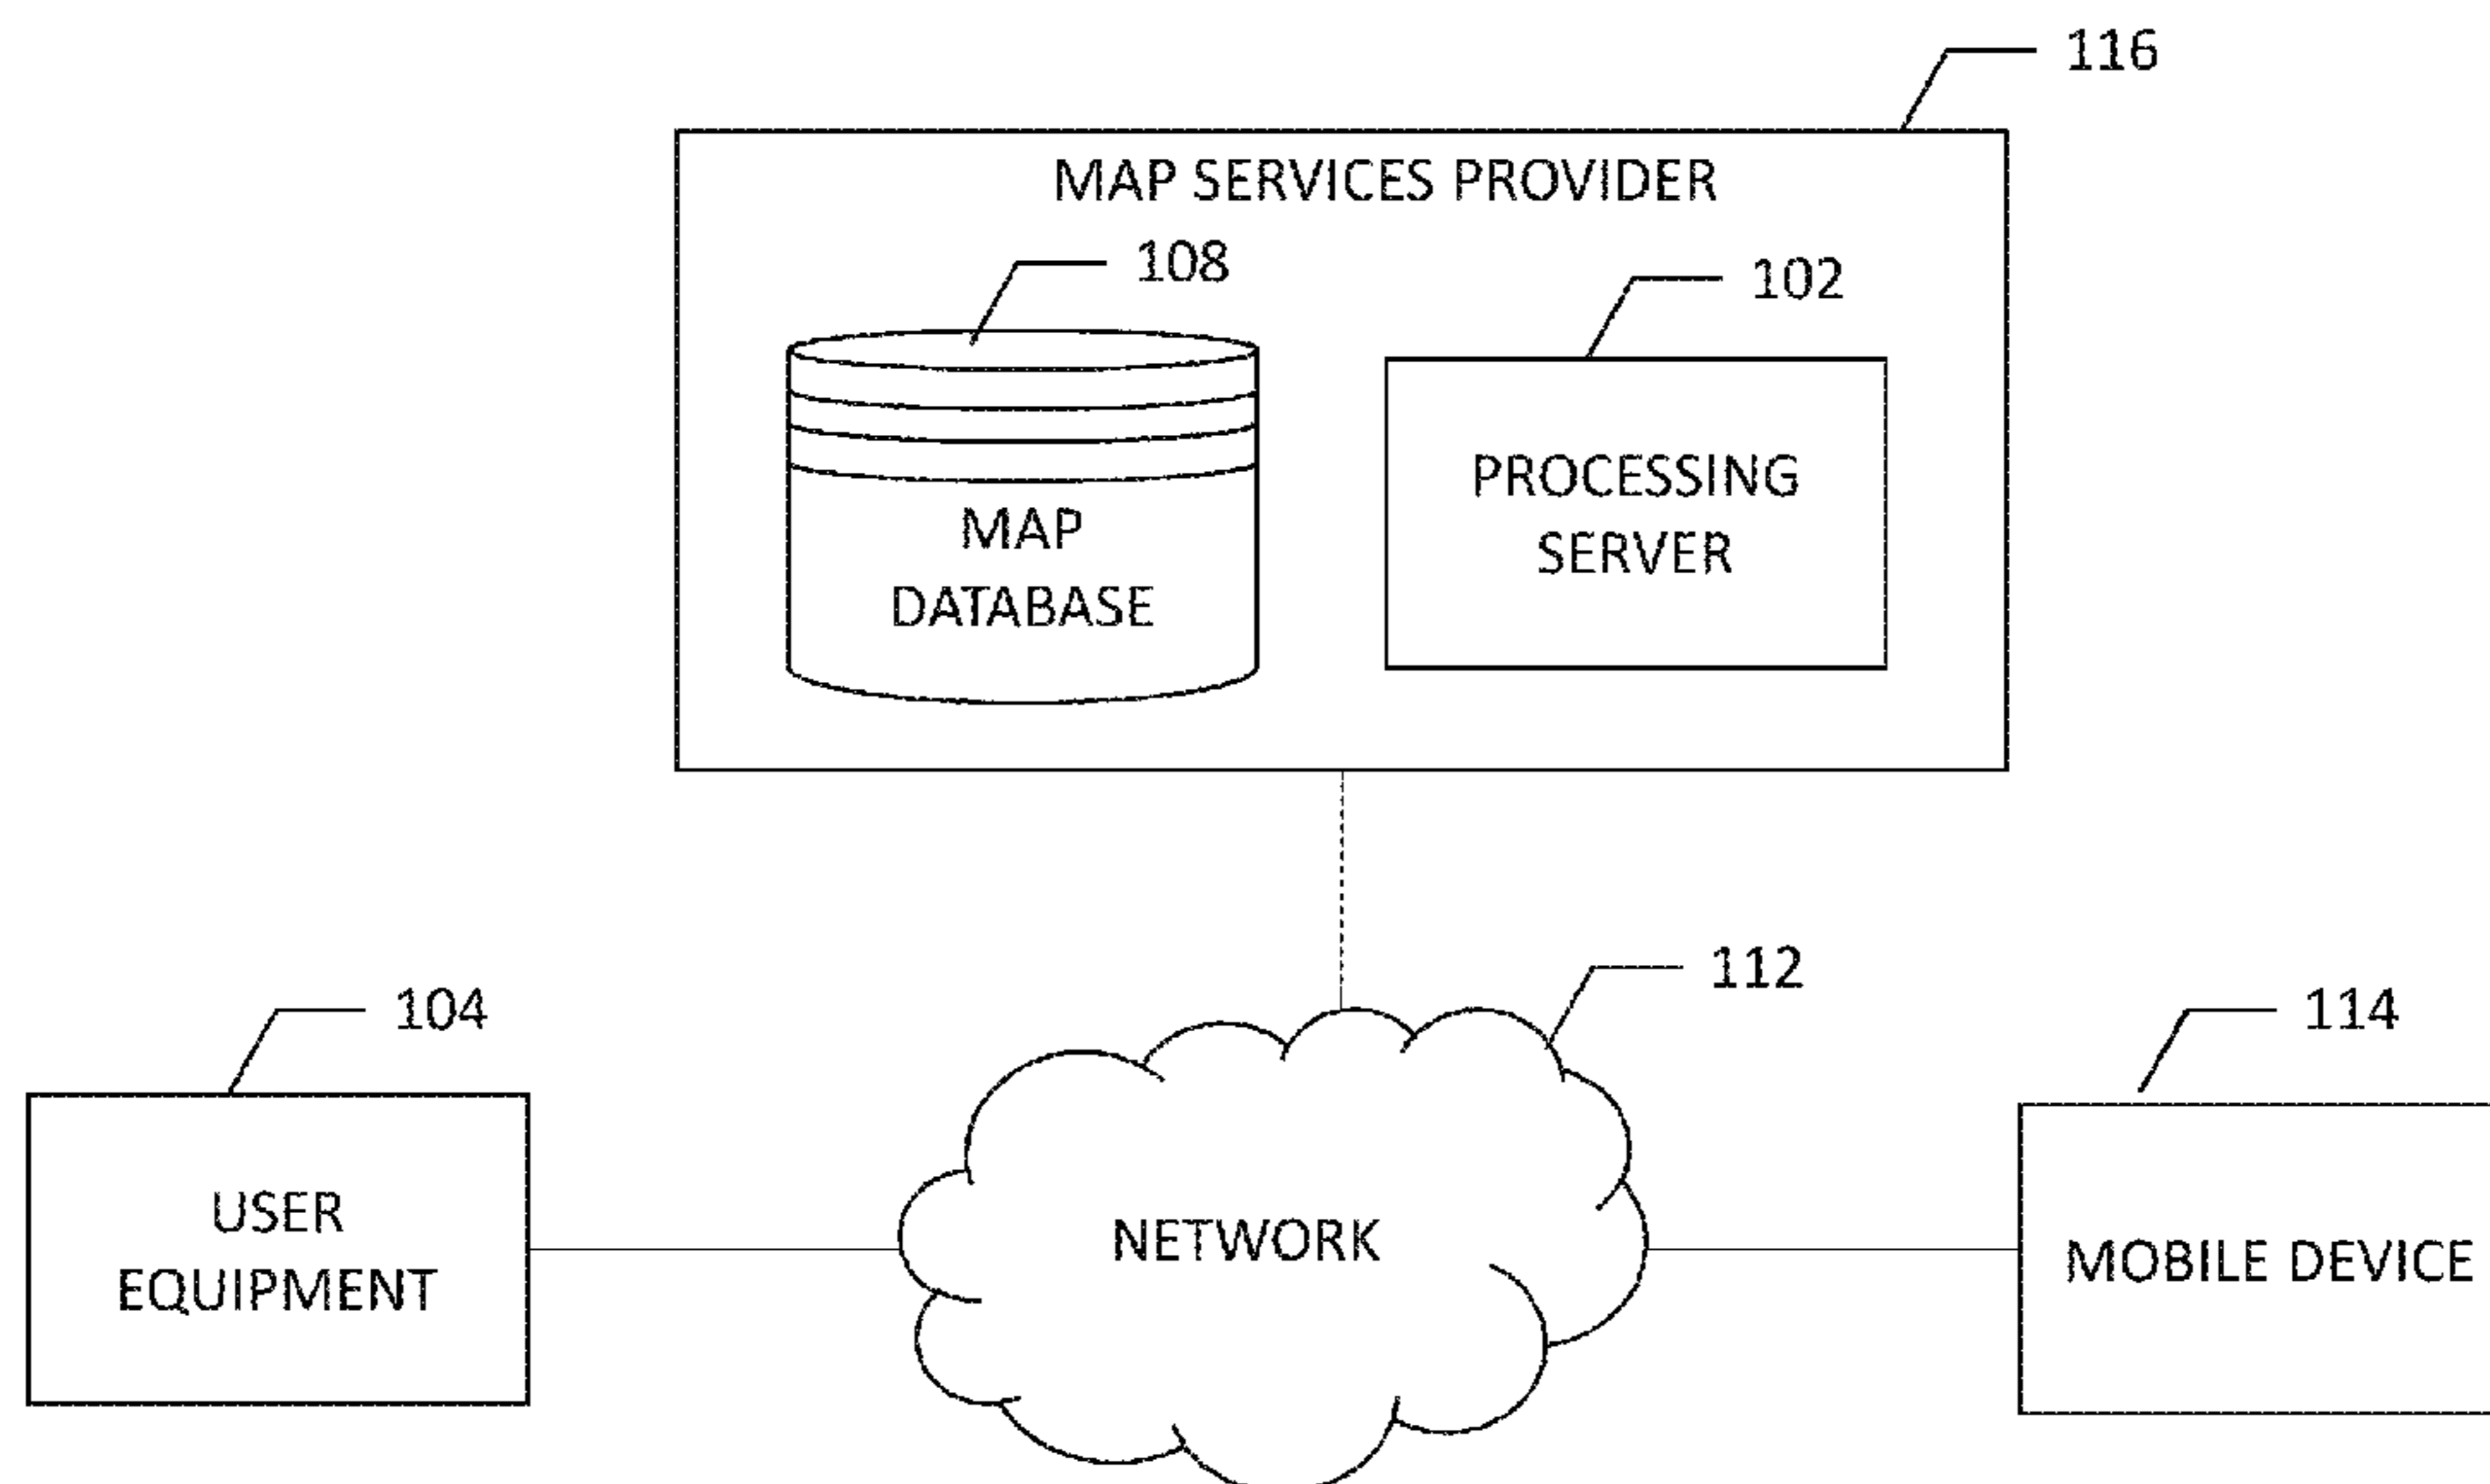 116
MAP SERVICES PROVIDER
108
102
PROCESSING
SERVER
MAP
DATABASE
112
104
114
USER
EQUIPMENT
NETWORK
MOBILE DEVICE